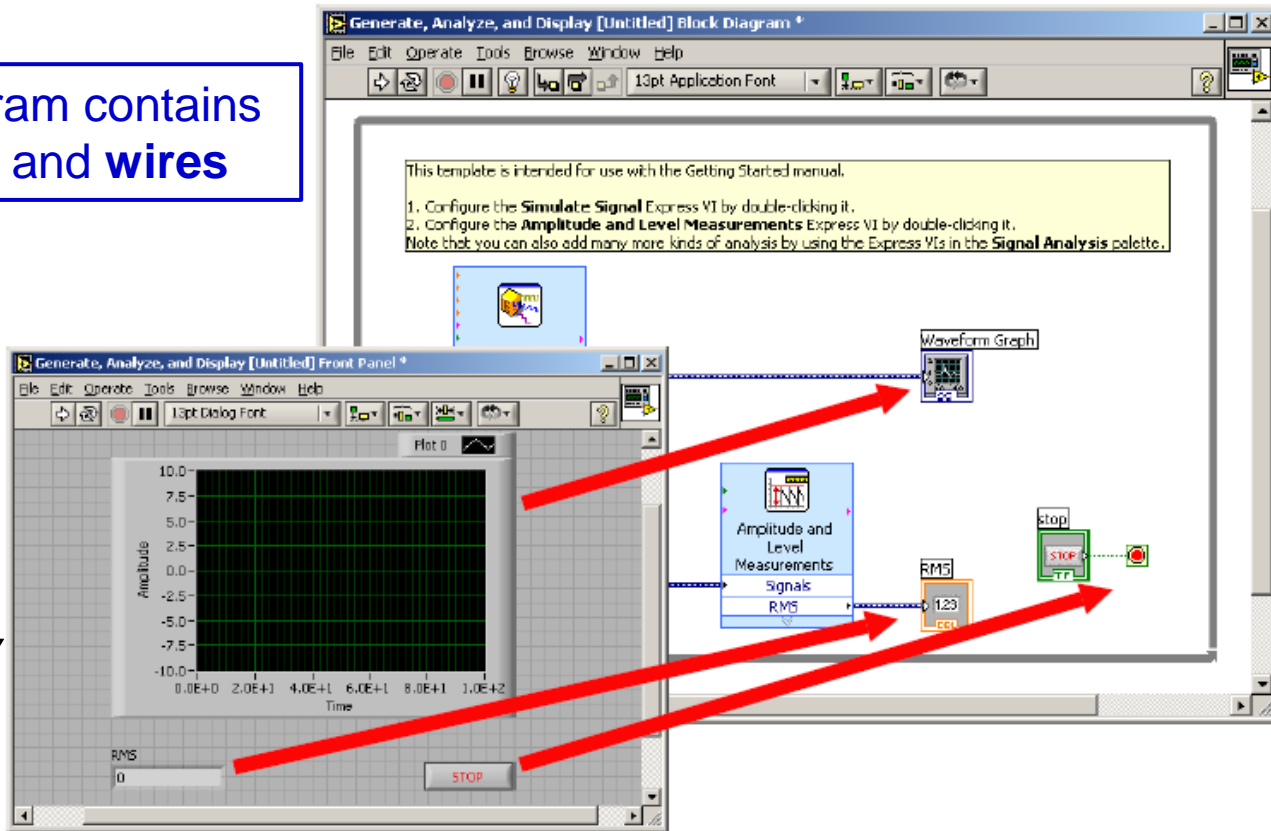 ram contains
and wires
Generate, Analyze, and Display [Untitled] Block Diagram *
File Edit Operate Tools Browse Window Help
13pt Application Font
This template is intended for use with the Getting Started manual.
1. Configure the Simulate Signal Express VI by double-clicking it.
2. Configure the Amplitude and Level Measurements Express VI by double-clicking it.
Note that you can also add many more kinds of analysis by using the Express VIs in the Signal Analysis palette.
Waveform Graph
Amplitude and
Level
Measurements
Signals
RMS
RMS
1.23
DBL
stop
STOP
TF
Generate, Analyze, and Display [Untitled] Front Panel *
File Edit Operate Tools Browse Window Help
13pt Dialog Font
Plot 0
Amplitude
10.0
7.5
5.0
2.5
0.0
-2.5
-5.0
-7.5
-10.0
0.0E+0 2.0E+1 4.0E+1 6.0E+1 8.0E+1 1.0E+2
Time
RMS
0
STOP